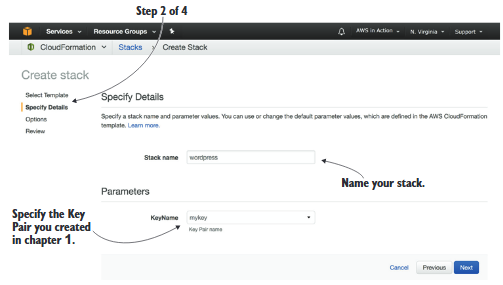 Step 2 of 4
Services Resource Groups AWS in Action N. Virginia Support
CloudFormation Stacks Create Stack
Create stack
Select Template
Specify Details
Options
Review
Specify Details
Specify a stack name and parameter values. You can use or change the default parameter values, which are defined in the AWS CloudFormation
template. Learn more.
Stack name wordpress
Name your stack.
Parameters
Specify the Key
Pair you created
in chapter 1.
KeyName mykey
Key Pair name
Cancel Previous Next